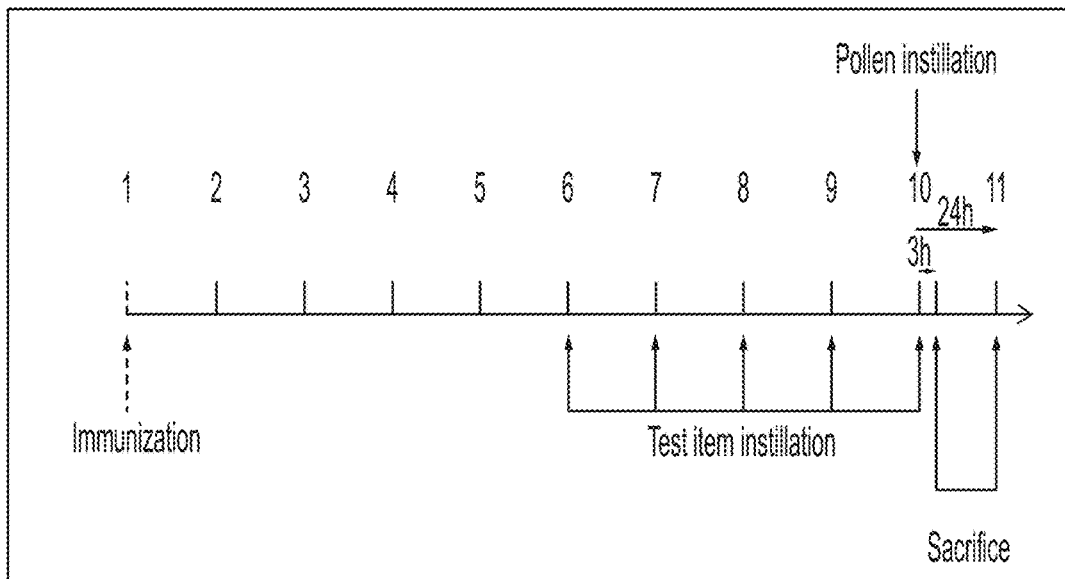 Pollen instillation
1 2 3 4 5 6 7 8 9 10 11
24h
3h
Immunization
Test item instillation
Sacrifice